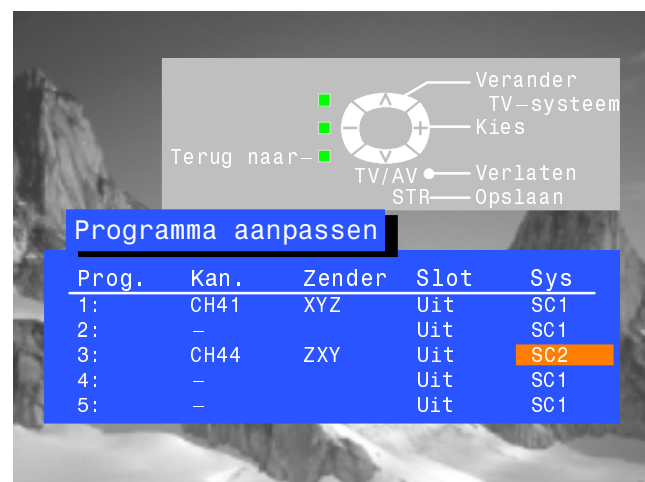 Verander
TV–systeem
Kies
Terug naar–
TV/AV Verlaten
STR Opslaan
Programma aanpassen
Prog. Kan. Zender Slot Sys
1: CH41 XYZ Uit SC1
2: – Uit SC1
3: CH44 ZXY Uit SC2
4: – Uit SC1
5: – Uit SC1